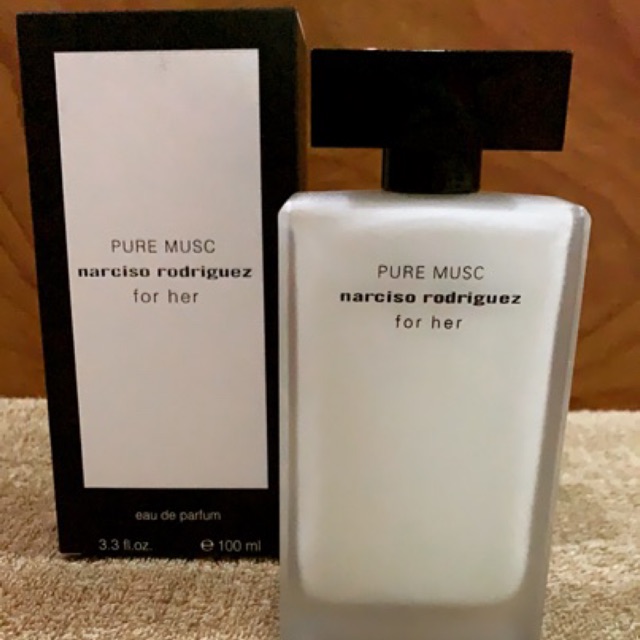 PURE MUSC
narciso rodriguez
for her
eau de parfum
3.3 fl.oz. ℮ 100 ml
PURE MUSC
narciso rodriguez
for her